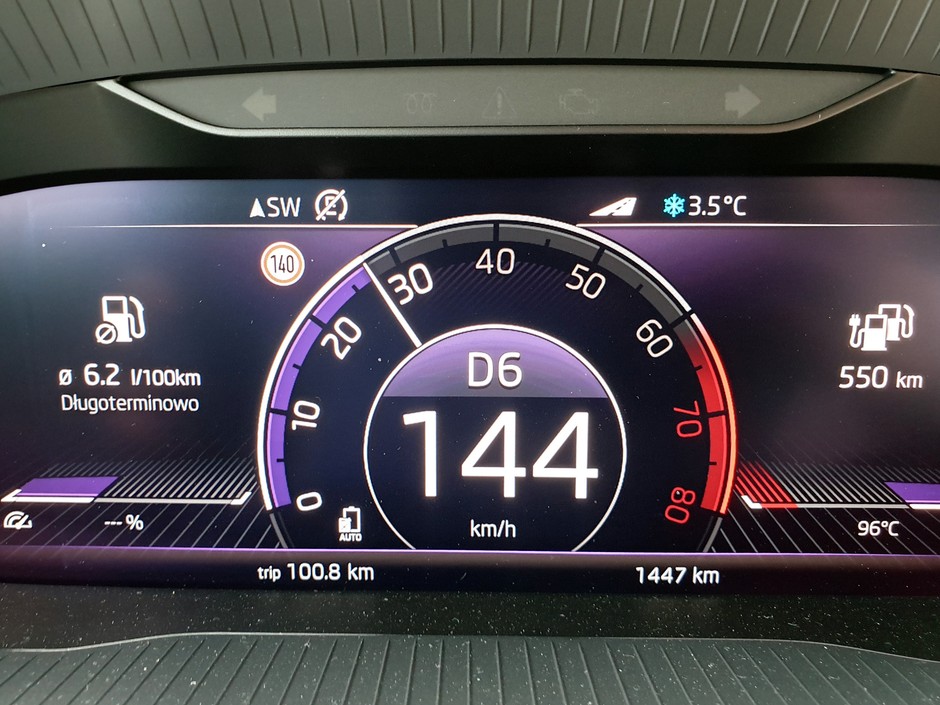 SW
E
3.5°C
140
0
10
20
30
40
50
60
70
80
D6
144
km/h
ø 6.2 l/100km
Długoterminowo
550 km
AUTO
---%
96°C
trip 100.8 km
1447 km